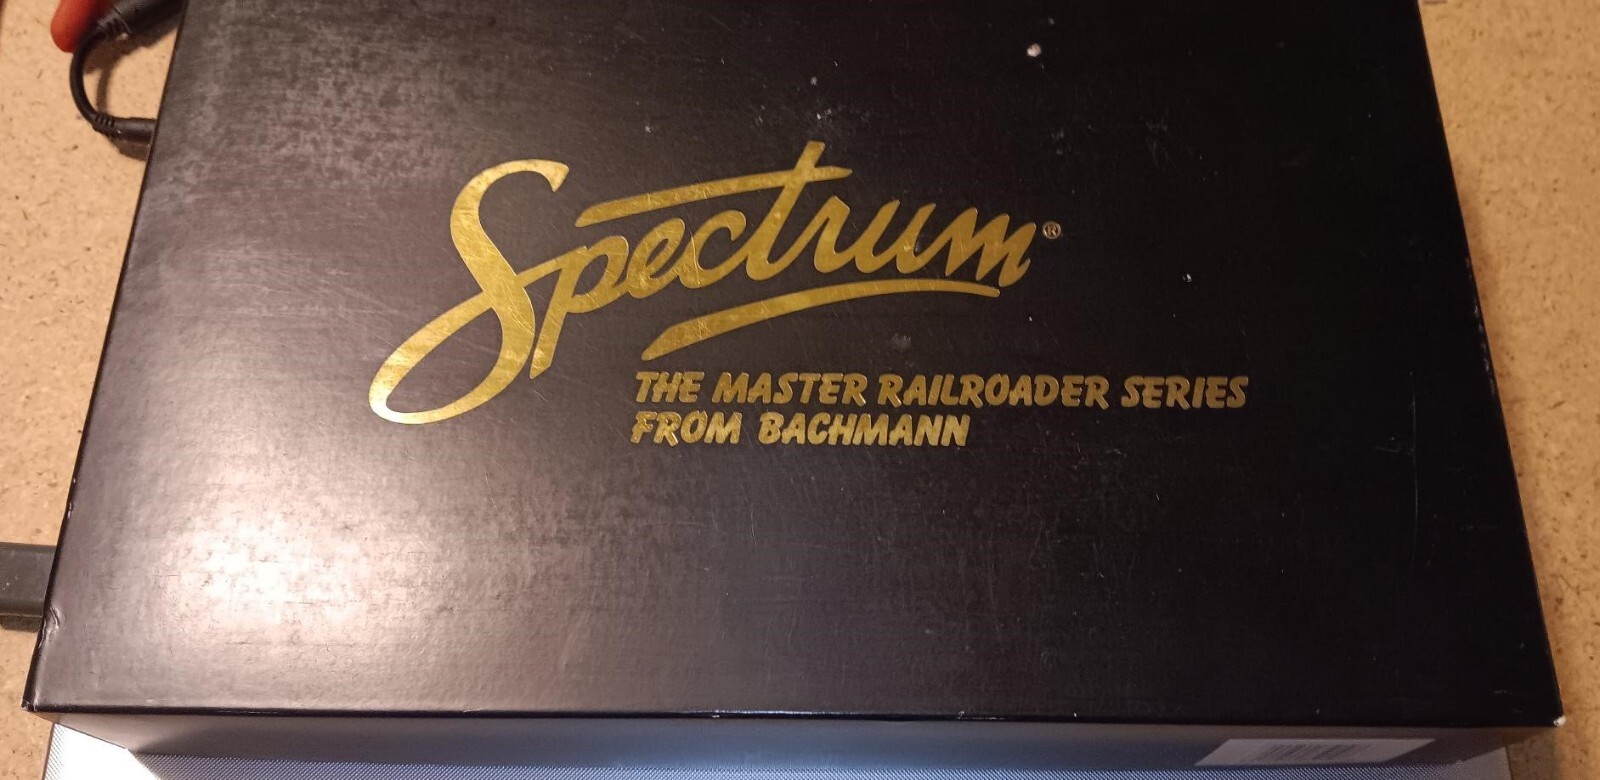 Spectrum®
THE MASTER RAILROADER SERIES
FROM BACHMANN